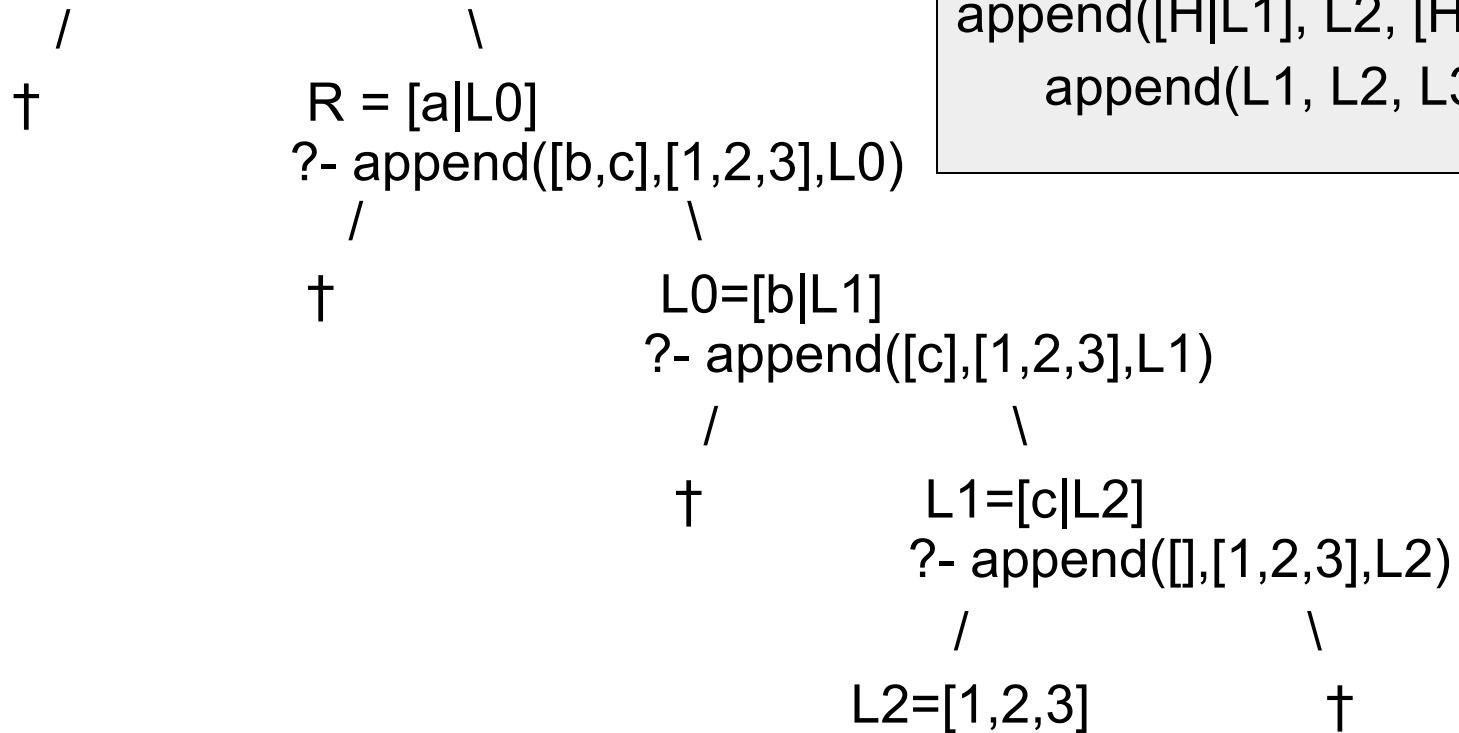 append([H|L1], L2, [H
append(L1, L2, L3
/ \
† R = [a|L0]
?- append([b,c],[1,2,3],L0)
/ \
† L0=[b|L1]
?- append([c],[1,2,3],L1)
/ \
† L1=[c|L2]
?- append([],[1,2,3],L2)
/ \
L2=[1,2,3] †